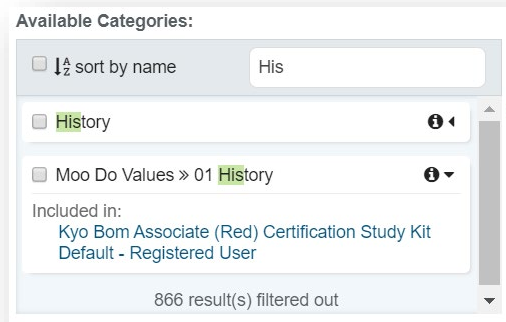 Available Categories:
sort by name
His
History
Moo Do Values » 01 History
Included in:
Kyo Bom Associate (Red) Certification Study Kit
Default - Registered User
866 result(s) filtered out